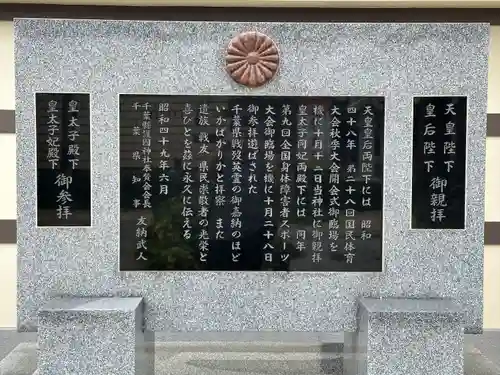 天皇陛下
皇后陛下 御親拝
天皇皇后両陛下には 昭和
四十八年 第二十八回国民体育
大会秋季大会開会式御臨場を
機に十月十二日当神社に御親拝
皇太子同妃両殿下には 同年
第九回全国身体障害者スポーツ
大会御臨場を機に十月二十八日
御参拝遊ばされた
千葉県戦歿英霊の御嘉納のほど
いかばかりかと拝察 また
遺族 戦友 県民崇敬者の光栄と
喜びとを録に永久に伝える
昭和四十九年六月
千葉縣護国神社奉賛会会長
千葉県知事 友納武人
皇太子殿下
皇太子妃殿下 御参拝